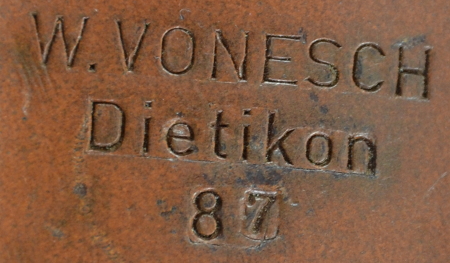 W. VONESCH
Dietikon
87